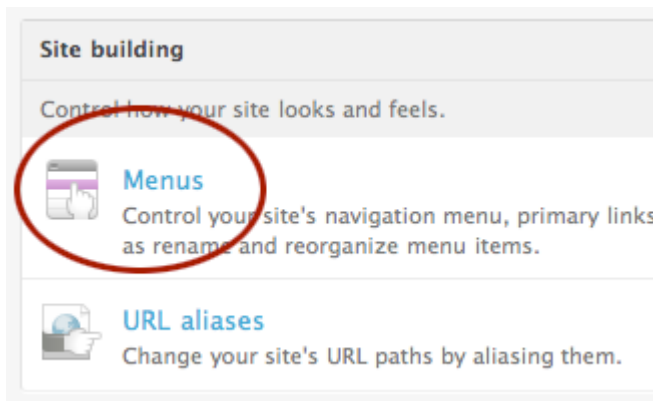 Site building
Control how your site looks and feels.
Menus
Control your site's navigation menu, primary links
as rename and reorganize menu items.
URL aliases
Change your site's URL paths by aliasing them.